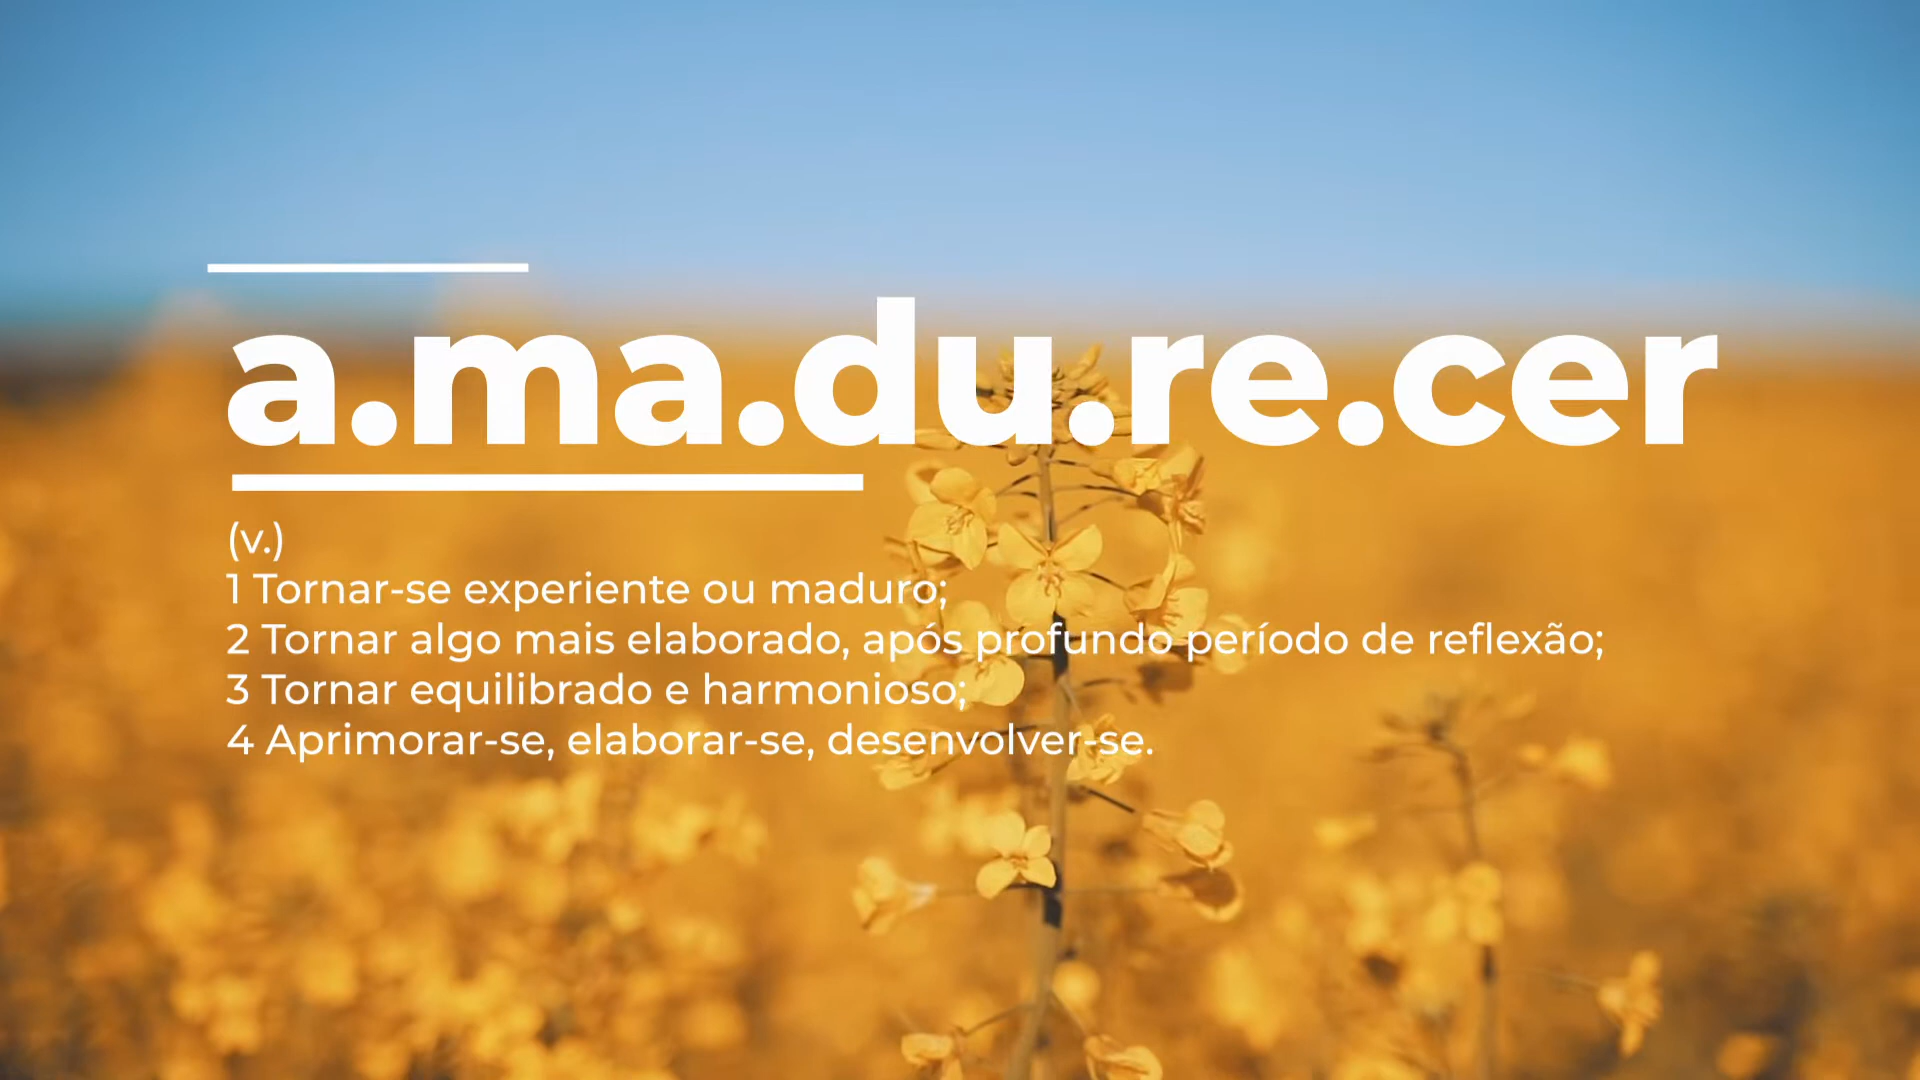 a.ma.du.re.cer
(v.)
1 Tornar-se experiente ou maduro;
2 Tornar algo mais elaborado, após profundo período de reflexão;
3 Tornar equilibrado e harmonioso;
4 Aprimorar-se, elaborar-se, desenvolver-se.